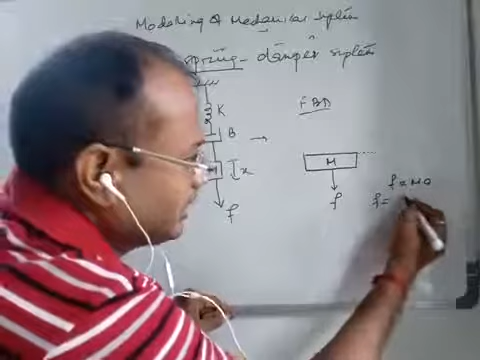 Modeling of Mechanical System
spring - damper system
K
FBD
B
M
x
M
f
f
f = Ma
f =